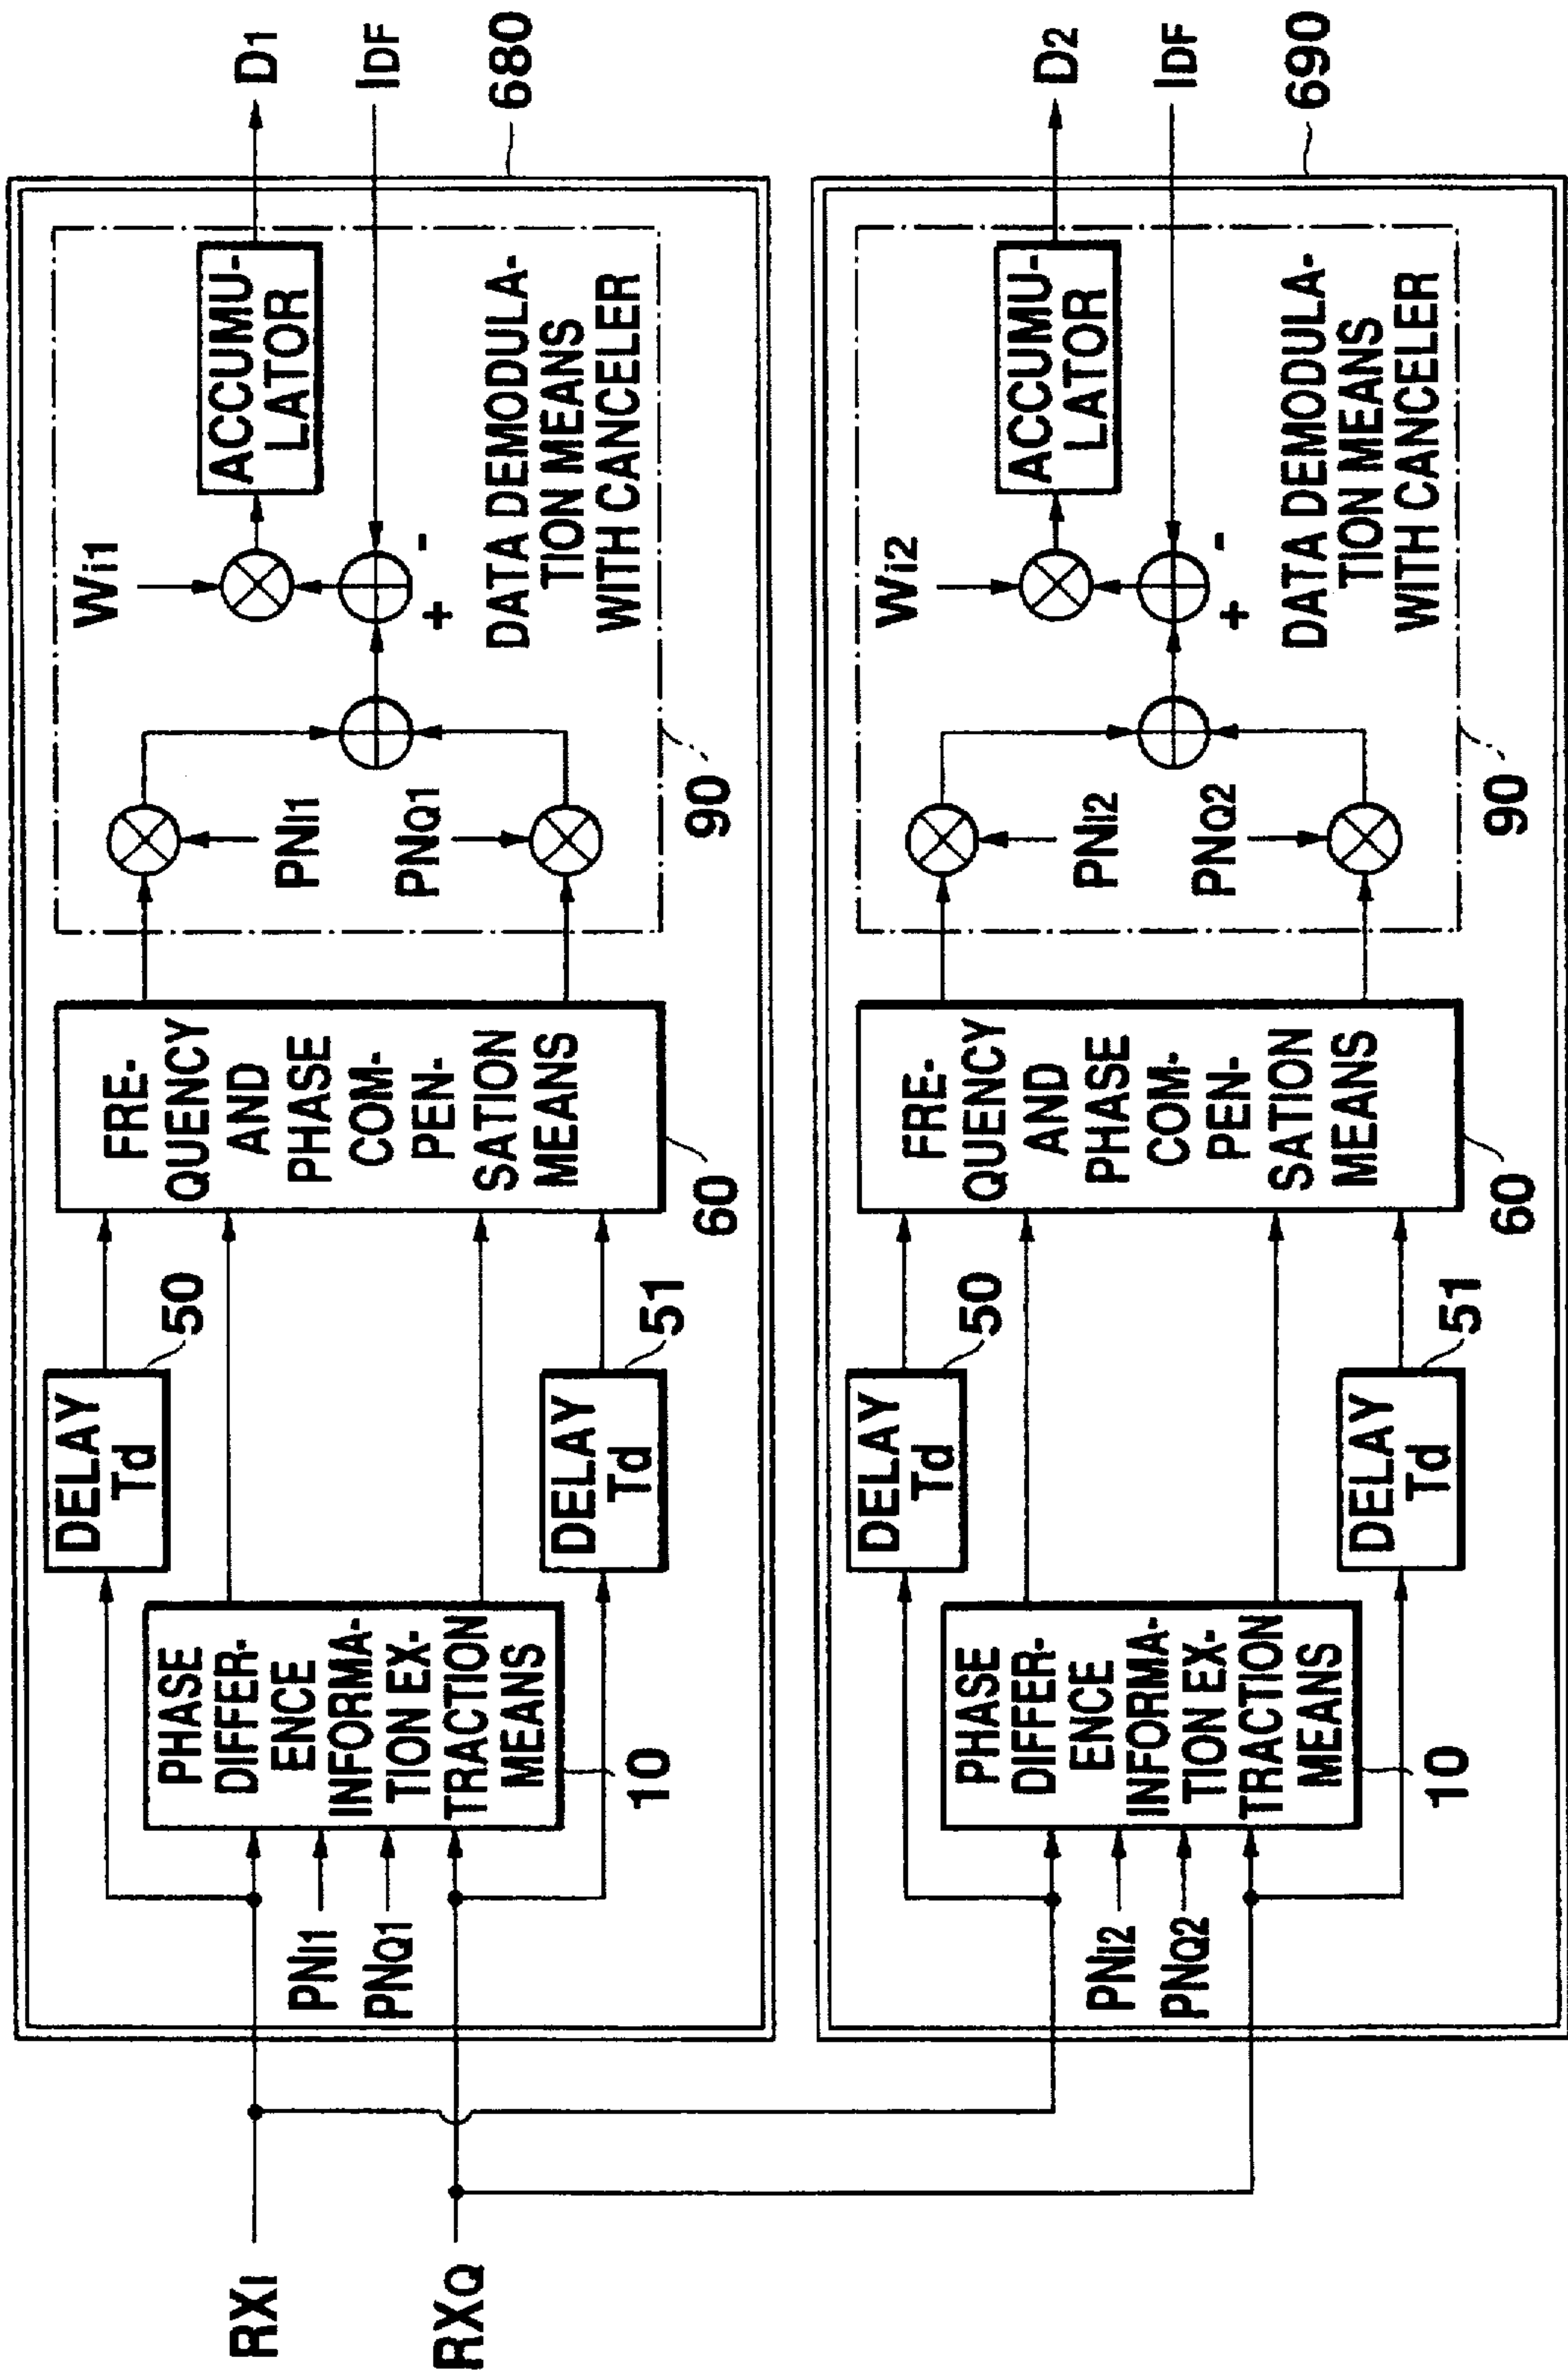 RXI
RXQ
PNI1
PNQ1
PHASE
DIFFER-
ENCE
INFORMA-
TION EX-
TRACTION
MEANS
10
DELAY
Td
50
DELAY
Td
51
FRE-
QUENCY
AND
PHASE
COM-
PEN-
SATION
MEANS
60
PNI1
PNQ1
90
Wi1
+
-
ACCUMU-
LATOR
DATA DEMODULA-
TION MEANS
WITH CANCELER
D1
IDF
680
PNI2
PNQ2
PHASE
DIFFER-
ENCE
INFORMA-
TION EX-
TRACTION
MEANS
10
DELAY
Td
50
DELAY
Td
51
FRE-
QUENCY
AND
PHASE
COM-
PEN-
SATION
MEANS
60
PNI2
PNQ2
90
Wi2
+
-
ACCUMU-
LATOR
DATA DEMODULA-
TION MEANS
WITH CANCELER
D2
IDF
690